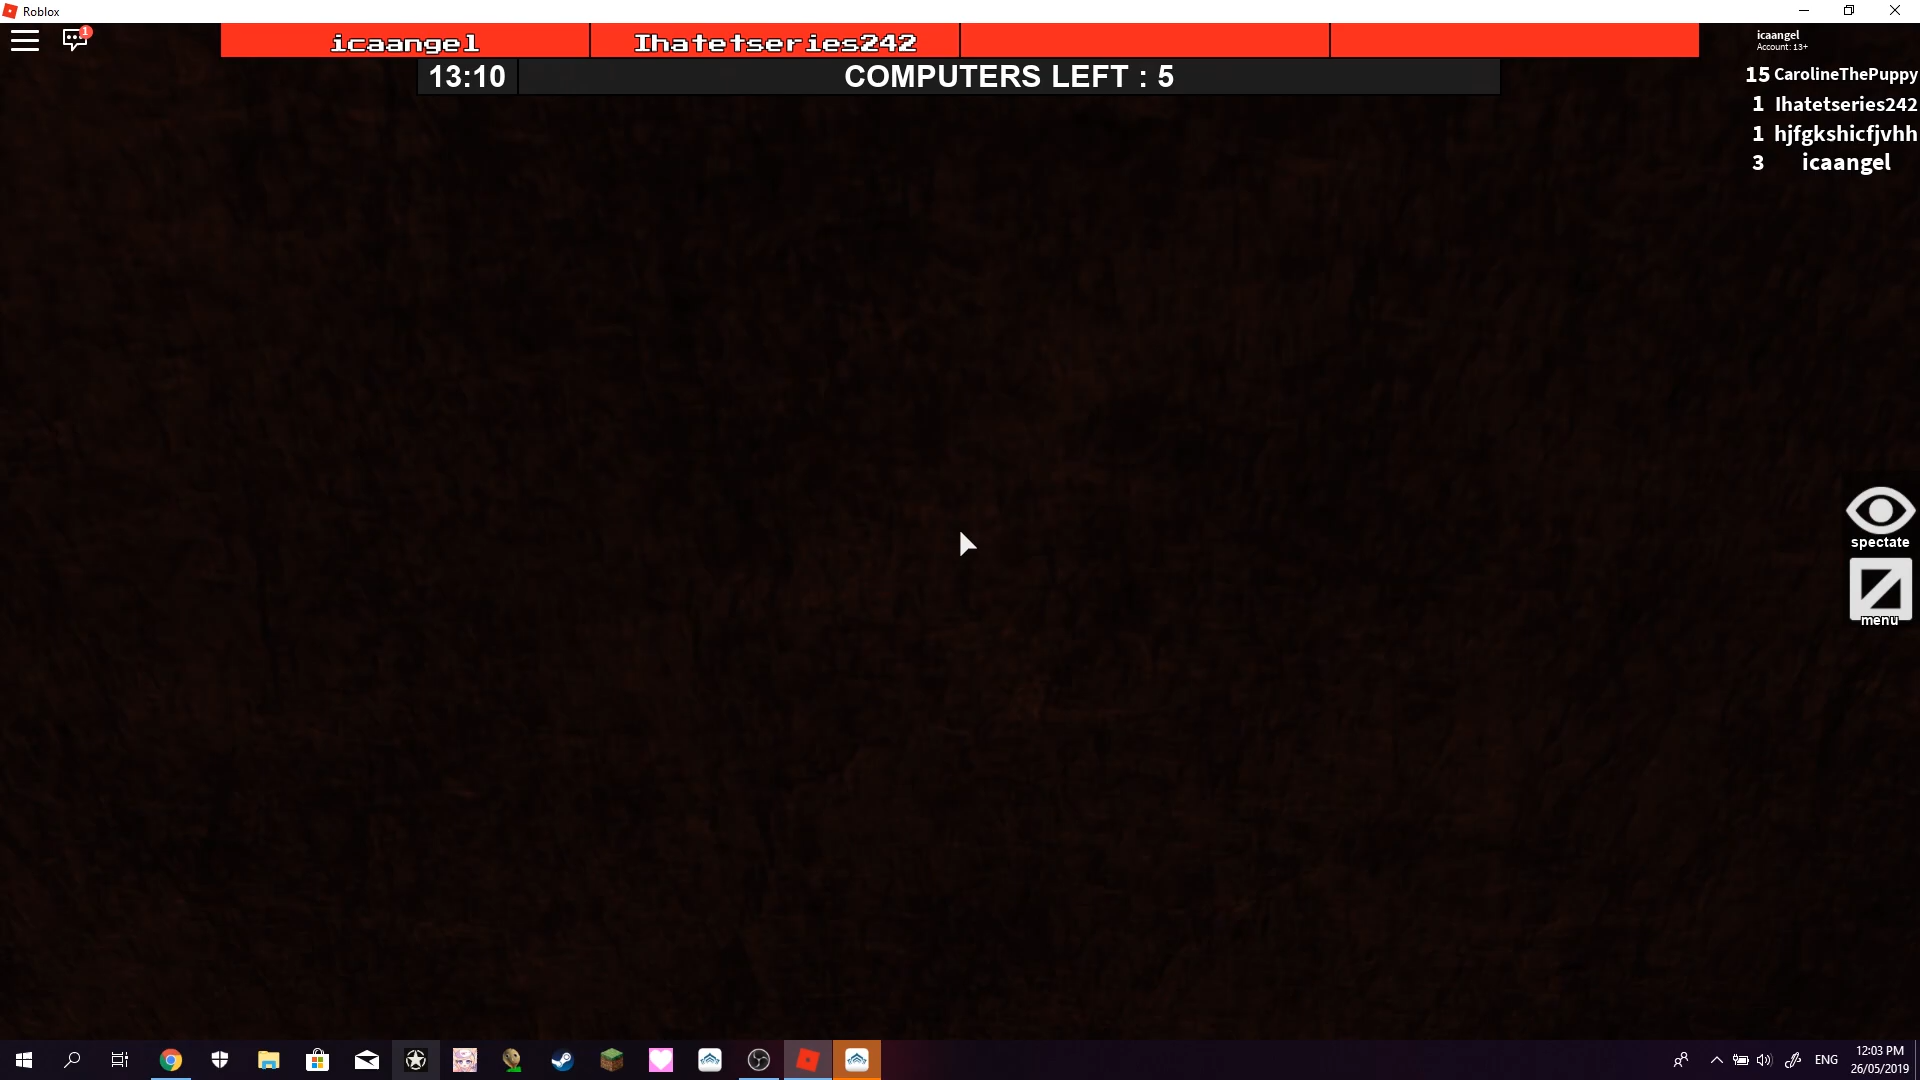 Roblox
1
icaangel
Ihatetseries242
icaangel
Account: 13+
13:10
COMPUTERS LEFT : 5
15 CarolineThePuppy
1 Ihatetseries242
1 hjfgkshicfjvhh
3 icaangel
spectate
menu
ENG
12:03 PM
26/05/2019